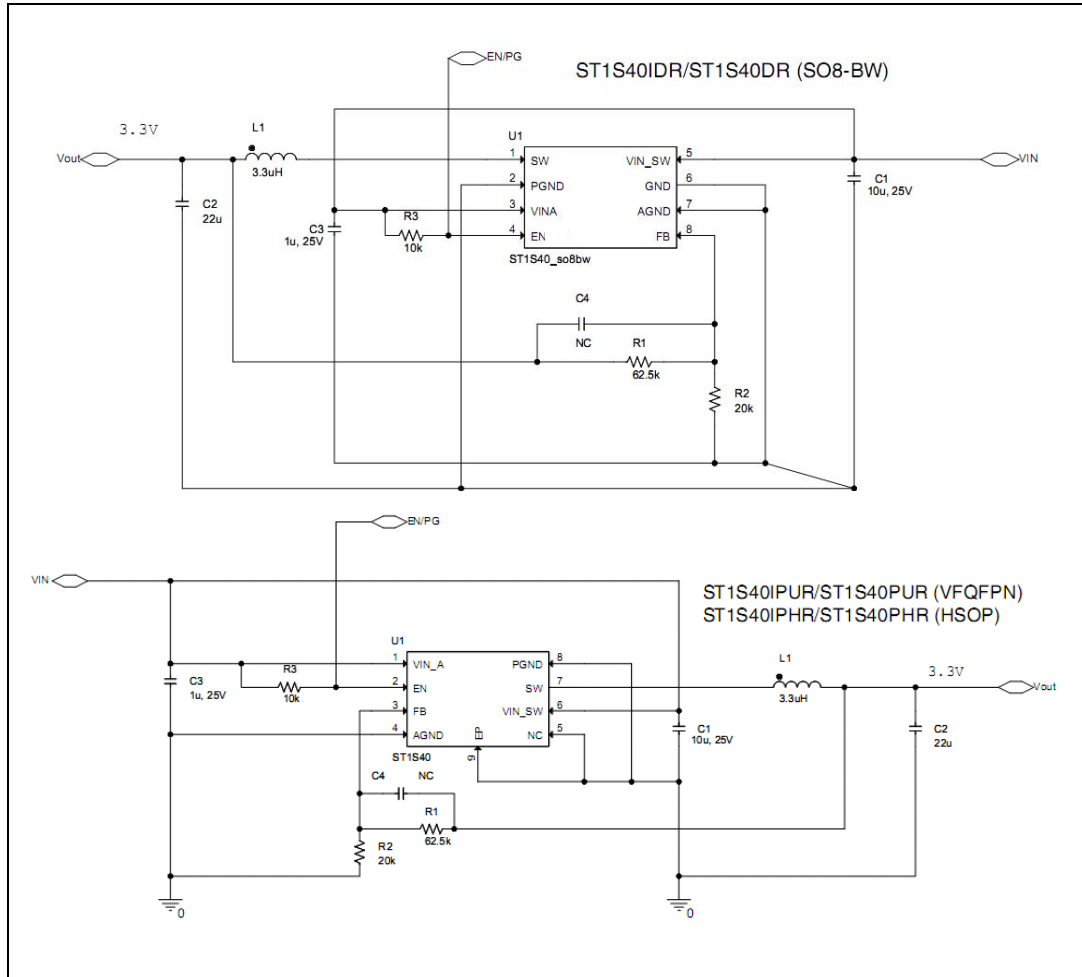 EN/PG
ST1S40IDR/ST1S40DR (SO8-BW)
3.3V
L1
U1
Vout
3.3uH
1
SW
VIN_SW
5
VIN
2
PGND
GND
6
C1
10u, 25V
C2
22u
3
VINA
AGND
7
C3
1u, 25V
R3
10k
4
EN
FB
8
ST1S40_so8bw
C4
NC
R1
62.5k
R2
20k
EN/PG
VIN
ST1S40IPUR/ST1S40PUR (VFQFPN)
ST1S40IPHR/ST1S40PHR (HSOP)
U1
1
VIN_A
PGND
8
L1
3.3V
C3
1u, 25V
R3
10k
2
EN
SW
7
3.3uH
Vout
3
FB
VIN_SW
6
4
AGND
NC
5
C1
10u, 25V
C2
22u
EP
9
ST1S40
C4
NC
R1
62.5k
R2
20k
0
0